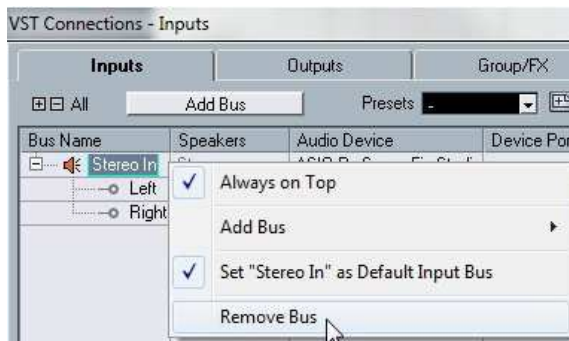 VST Connections - Inputs
Inputs Outputs Group/FX
All Add Bus Presets -
Bus Name Speakers Audio Device Device Por
Stereo In
Left
Right
Always on Top
Add Bus
Set "Stereo In" as Default Input Bus
Remove Bus